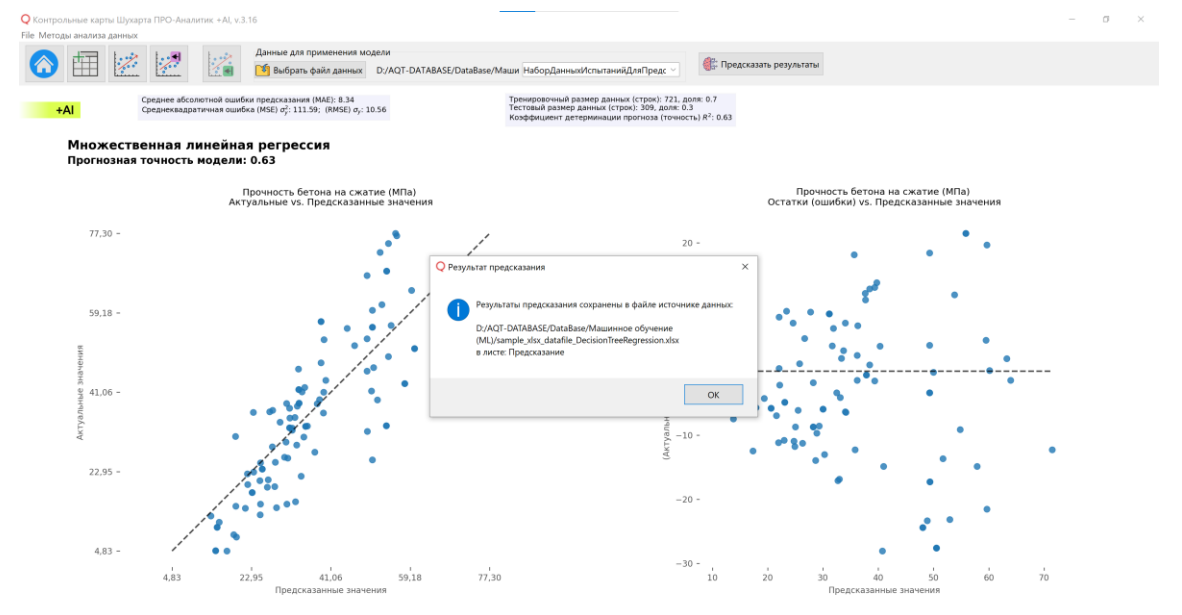 Контрольные карты Шухарта ПРО-Аналитик +AI, v.3.16
File Методы анализа данных
Данные для применения модели
Выбрать файл данных
D:/AQT-DATABASE/DataBase/Маши
НаборДанныхИспытанийДляПредс
Предсказать результаты
+AI
Среднее абсолютной ошибки предсказания (MAE): 8.34
Среднеквадратичная ошибка (MSE) σ²ᵧ: 111.59; (RMSE) σᵧ: 10.56
Тренировочный размер данных (строк): 721, доля: 0.7
Тестовый размер данных (строк): 309, доля: 0.3
Коэффициент детерминации прогноза (точность) R²: 0.63
Множественная линейная регрессия
Прогнозная точность модели: 0.63
Прочность бетона на сжатие (МПа)
Актуальные vs. Предсказанные значения
77,30
59,18
41,06
22,95
4,83
Актуальные значения
4,83
22,95
41,06
59,18
77,30
Предсказанные значения
Результат предсказания
Результаты предсказания сохранены в файле источнике данных:
D:/AQT-DATABASE/DataBase/Машинное обучение
(ML)/sample_xlsx_datafile_DecisionTreeRegression.xlsx
в листе: Предсказание
OK
Прочность бетона на сжатие (МПа)
Остатки (ошибки) vs. Предсказанные значения
20
−10
−20
−30
(Актуальн
10
20
30
40
50
60
70
Предсказанные значения